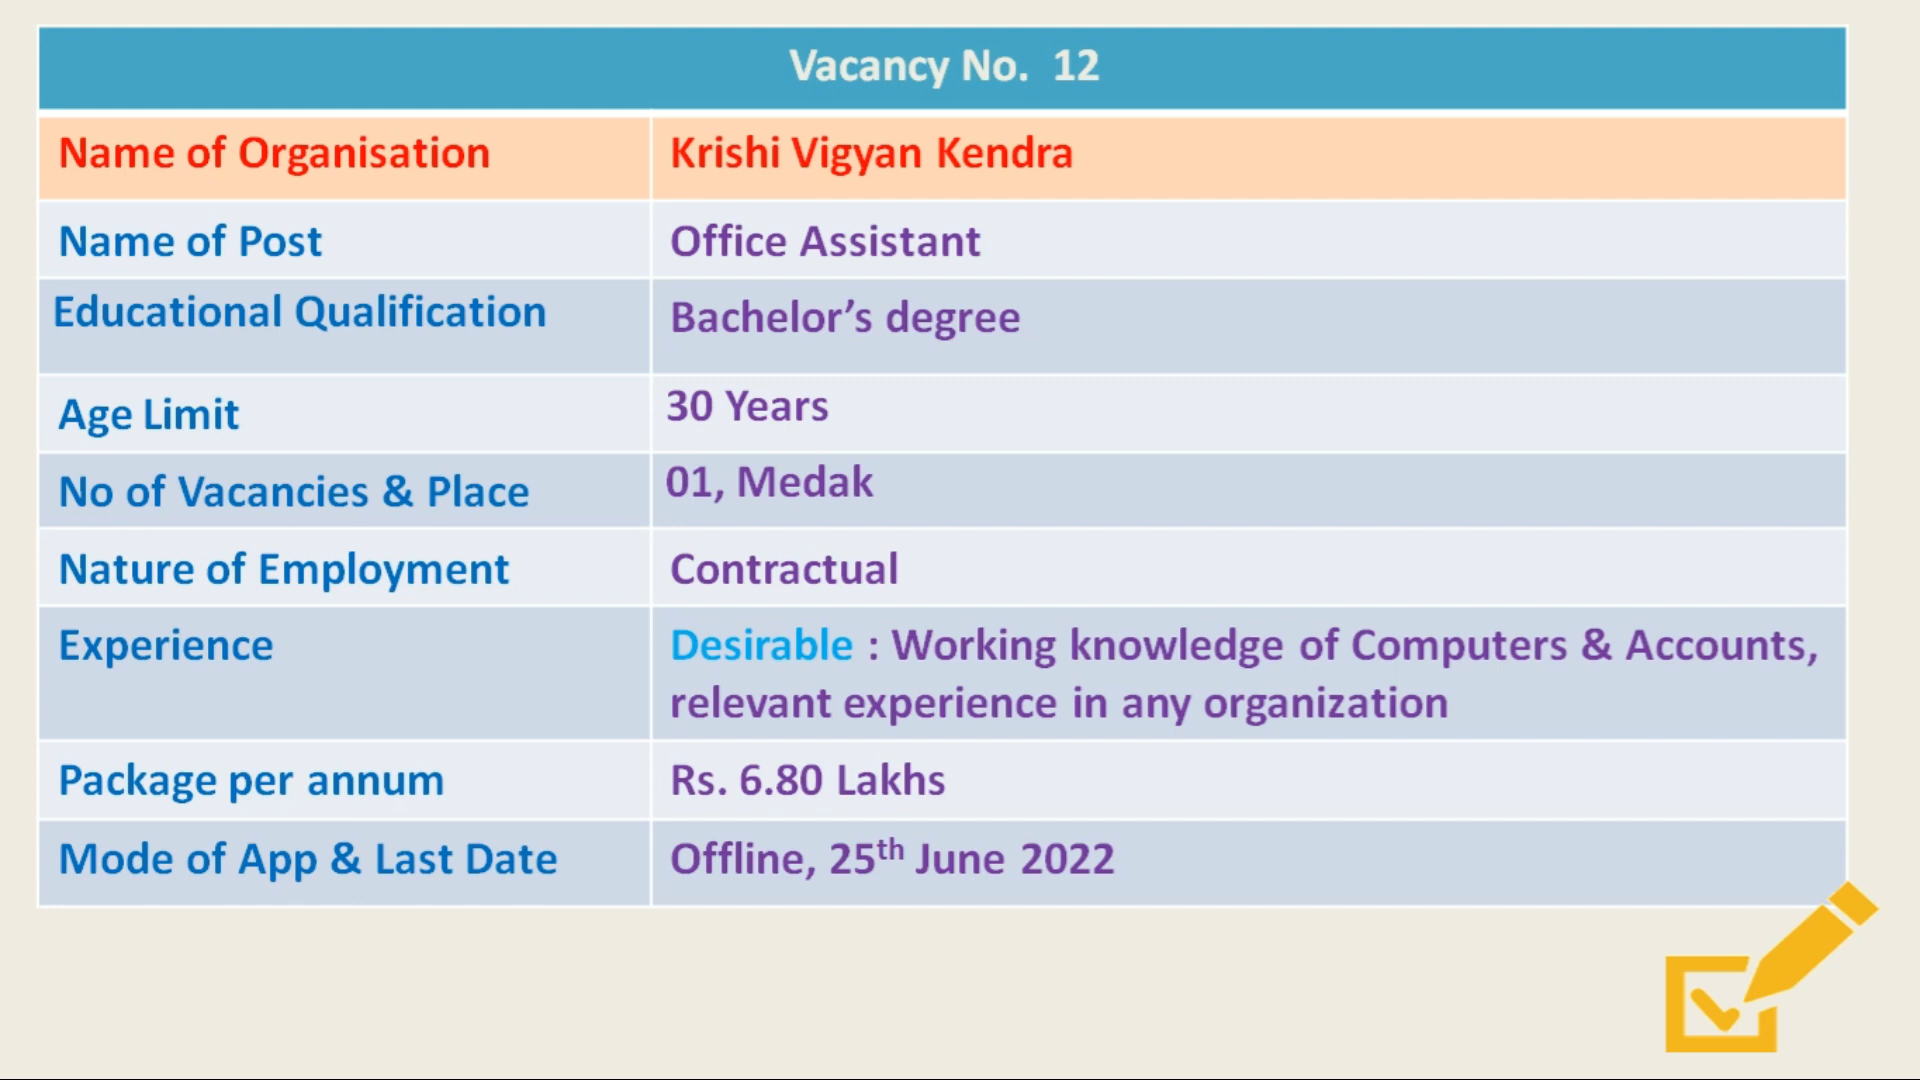 Vacancy No. 12
Name of Organisation Krishi Vigyan Kendra
Name of Post Office Assistant
Educational Qualification Bachelor’s degree
Age Limit 30 Years
No of Vacancies & Place 01, Medak
Nature of Employment Contractual
Experience Desirable : Working knowledge of Computers & Accounts,
relevant experience in any organization
Package per annum Rs. 6.80 Lakhs
Mode of App & Last Date Offline, 25th June 2022